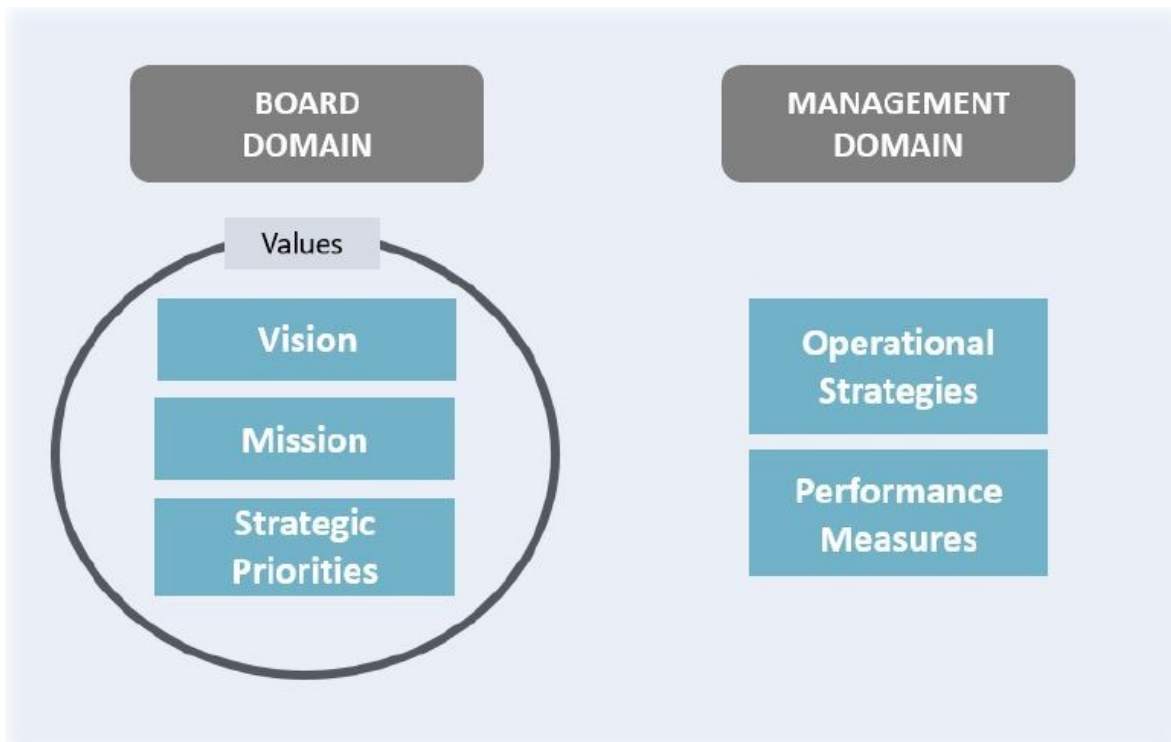 BOARD
DOMAIN
Values
Vision
Mission
Strategic
Priorities
MANAGEMENT
DOMAIN
Operational
Strategies
Performance
Measures